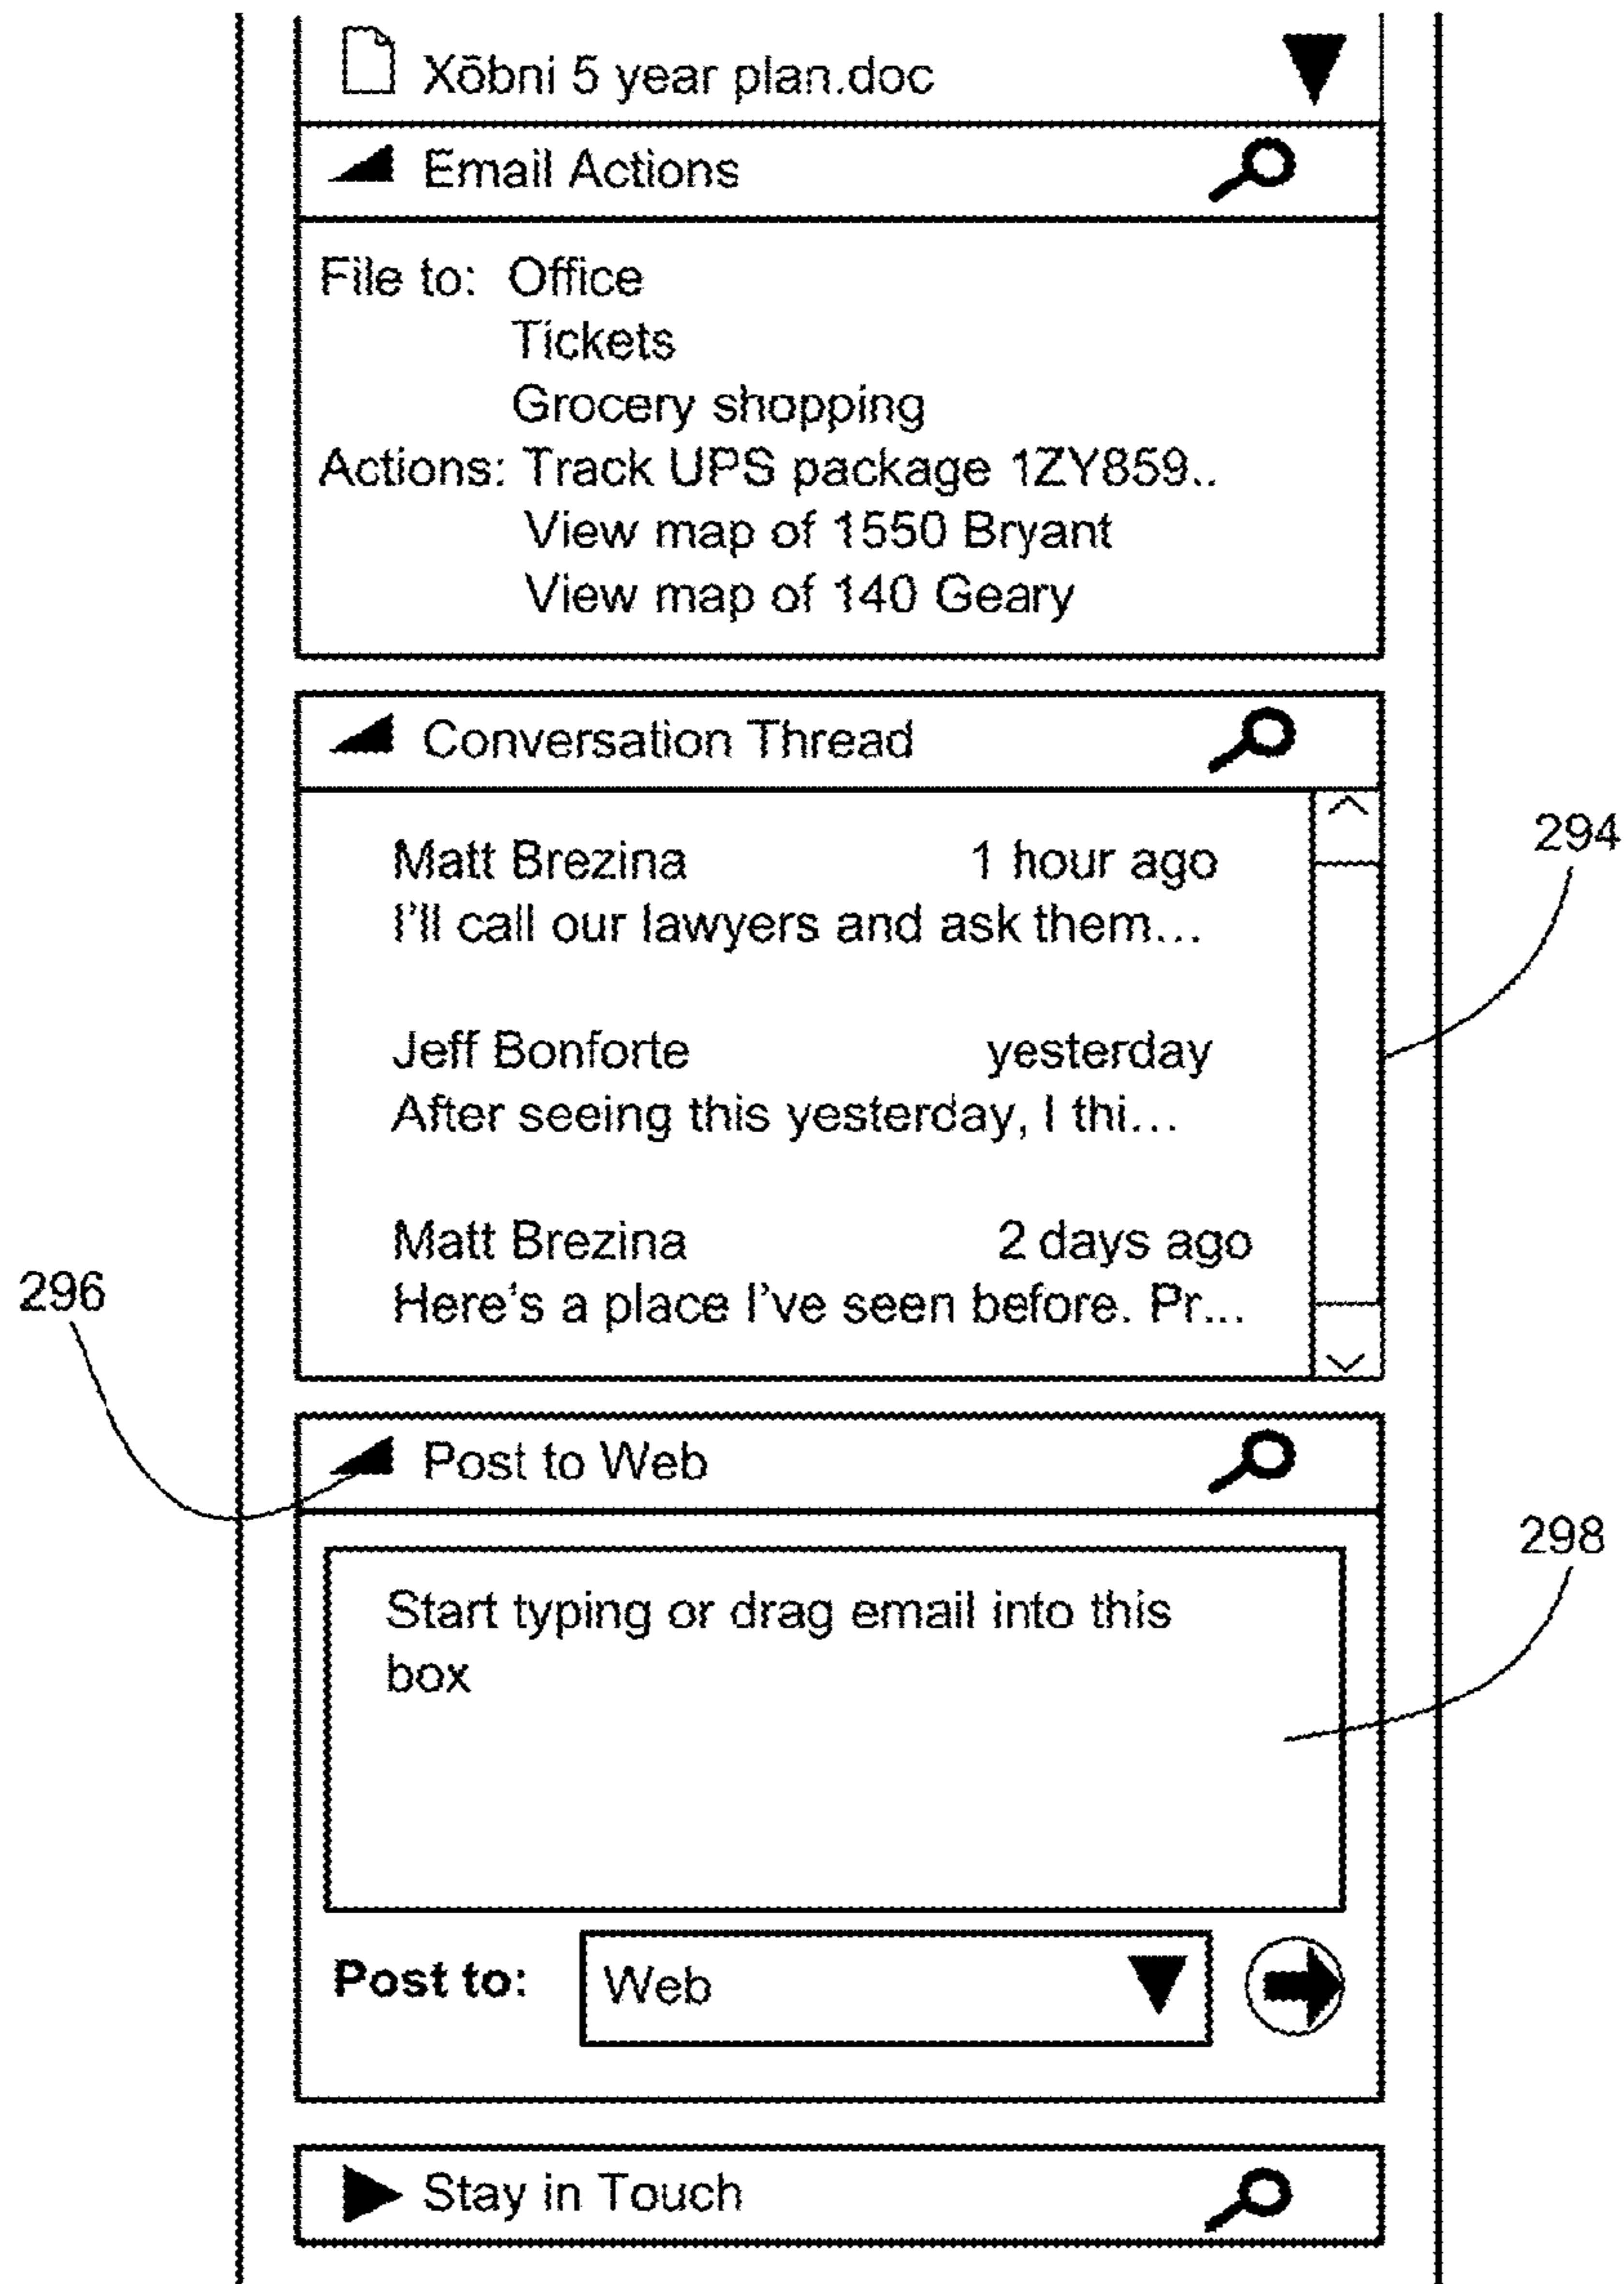 Xōbni 5 year plan.doc
Email Actions
File to: Office
Tickets
Grocery shopping
Actions: Track UPS package 1ZY859..
View map of 1550 Bryant
View map of 140 Geary
Conversation Thread
294
Matt Brezina 1 hour ago
I'll call our lawyers and ask them...
Jeff Bonforte yesterday
After seeing this yesterday, I thi...
Matt Brezina 2 days ago
296
Here's a place I've seen before. Pr...
Post to Web
298
Start typing or drag email into this
box
Post to: Web
Stay in Touch